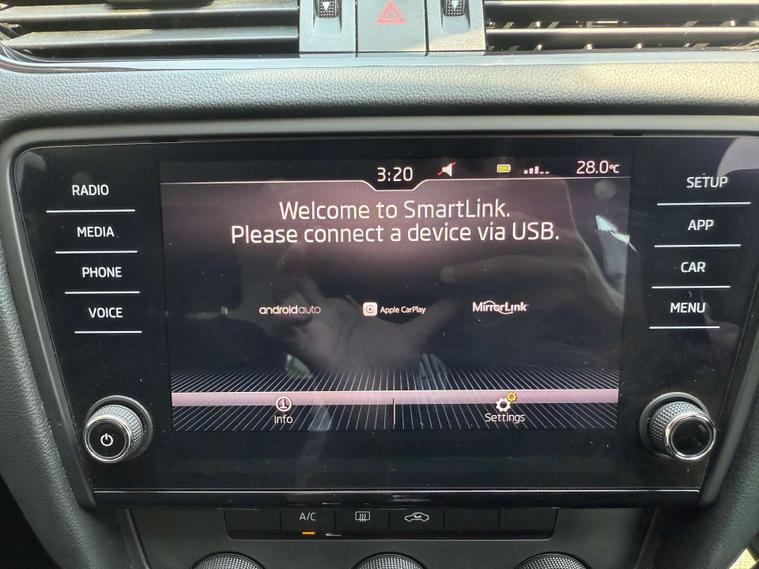 3:20 28.0°C
RADIO
MEDIA
PHONE
VOICE
Welcome to SmartLink.
Please connect a device via USB.
androidauto Apple CarPlay MirrorLink
Info Settings
SETUP
APP
CAR
MENU
A/C